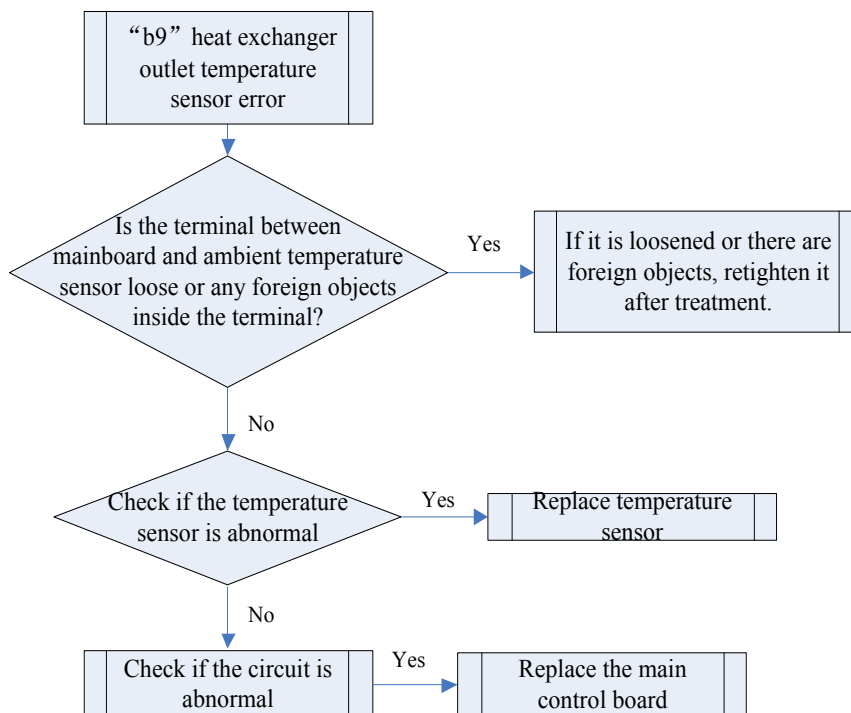 “b9” heat exchanger
outlet temperature
sensor error
Is the terminal between
mainboard and ambient temperature
sensor loose or any foreign objects
inside the terminal?
Yes
If it is loosened or there are
foreign objects, retighten it
after treatment.
No
Check if the temperature
sensor is abnormal
Yes
Replace temperature
sensor
No
Check if the circuit is
abnormal
Yes
Replace the main
control board